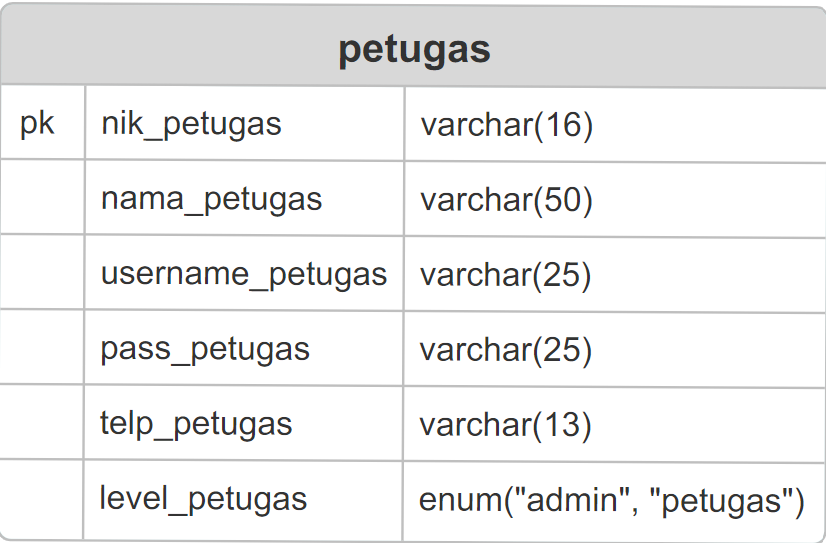 petugas
pk nik_petugas varchar(16)
nama_petugas varchar(50)
username_petugas varchar(25)
pass_petugas varchar(25)
telp_petugas varchar(13)
level_petugas enum("admin", "petugas")